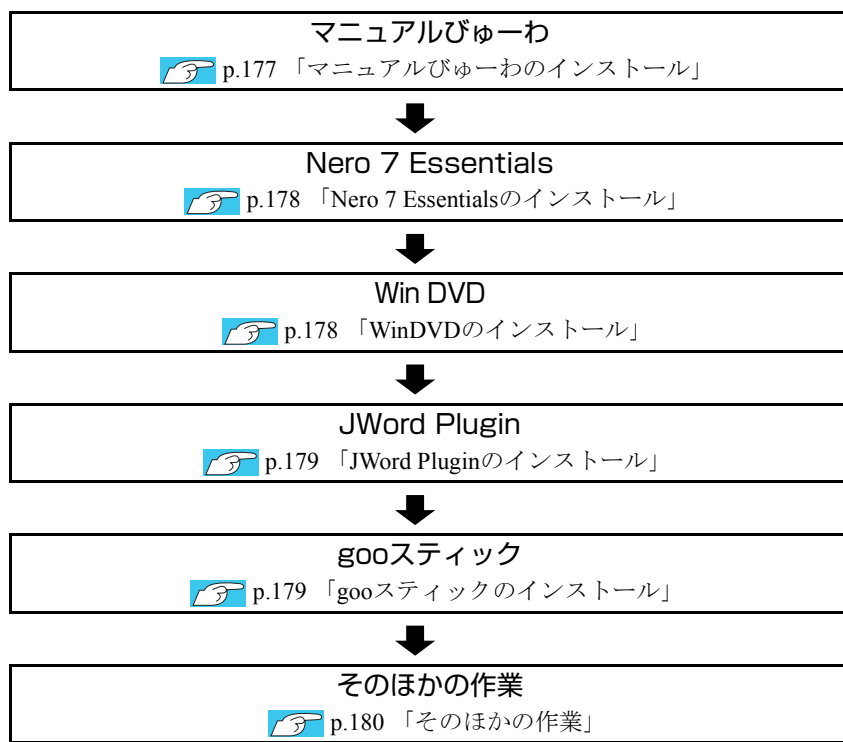 マニュアルびゅーわ
p.177 「マニュアルびゅーわのインストール」
Nero 7 Essentials
p.178 「Nero 7 Essentialsのインストール」
Win DVD
p.178 「WinDVDのインストール」
JWord Plugin
p.179 「JWord Pluginのインストール」
gooスティック
p.179 「gooスティックのインストール」
そのほかの作業
p.180 「そのほかの作業」